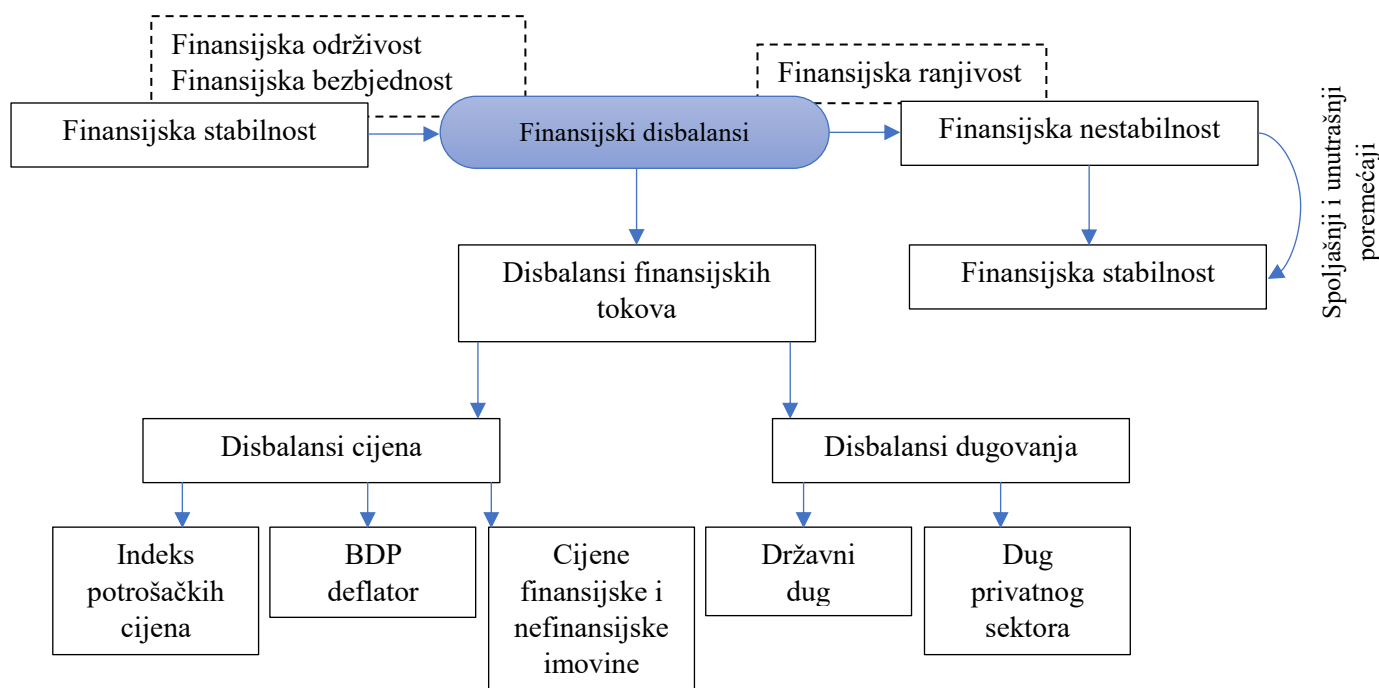 Finansijska održivost
Finansijska bezbjednost
Finansijska ranjivost
Finansijska stabilnost
Finansijski disbalansi
Finansijska nestabilnost
Spoljašnji i unutrašnji
poremećaji
Disbalansi finansijskih
tokova
Finansijska stabilnost
Disbalansi cijena
Disbalansi dugovanja
Indeks
potrošačkih
cijena
BDP
deflator
Cijene
finansijske i
nefinansijske
imovine
Državni
dug
Dug
privatnog
sektora